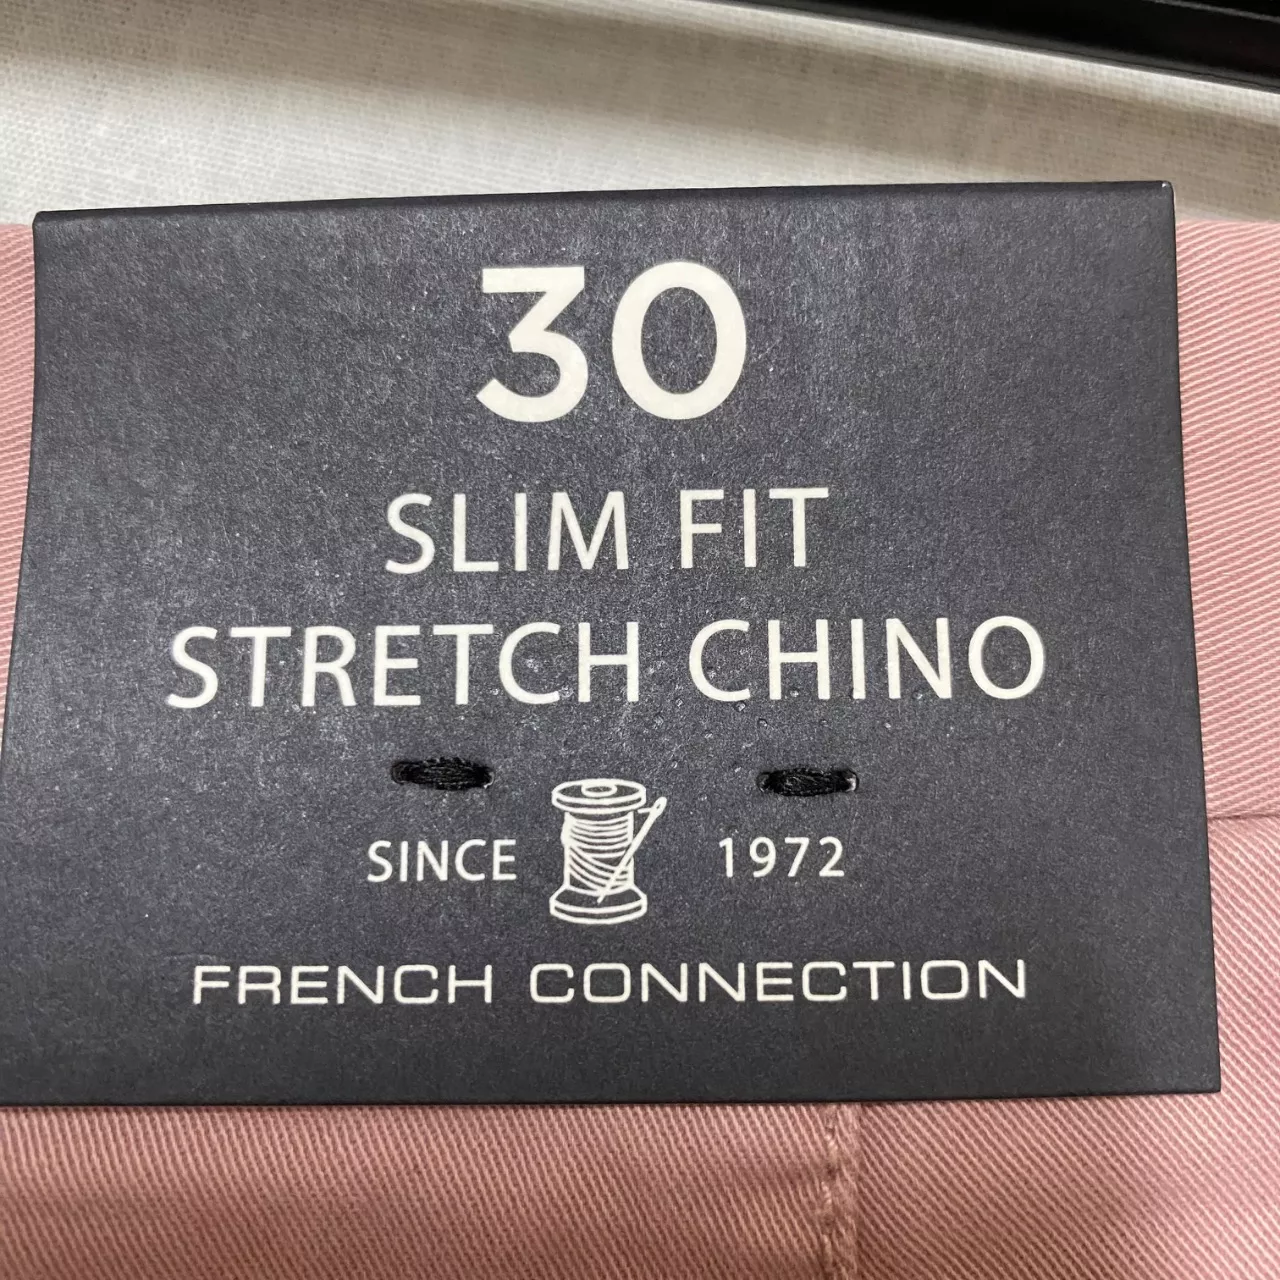 30
SLIM FIT
STRETCH CHINO
SINCE 1972
FRENCH CONNECTION